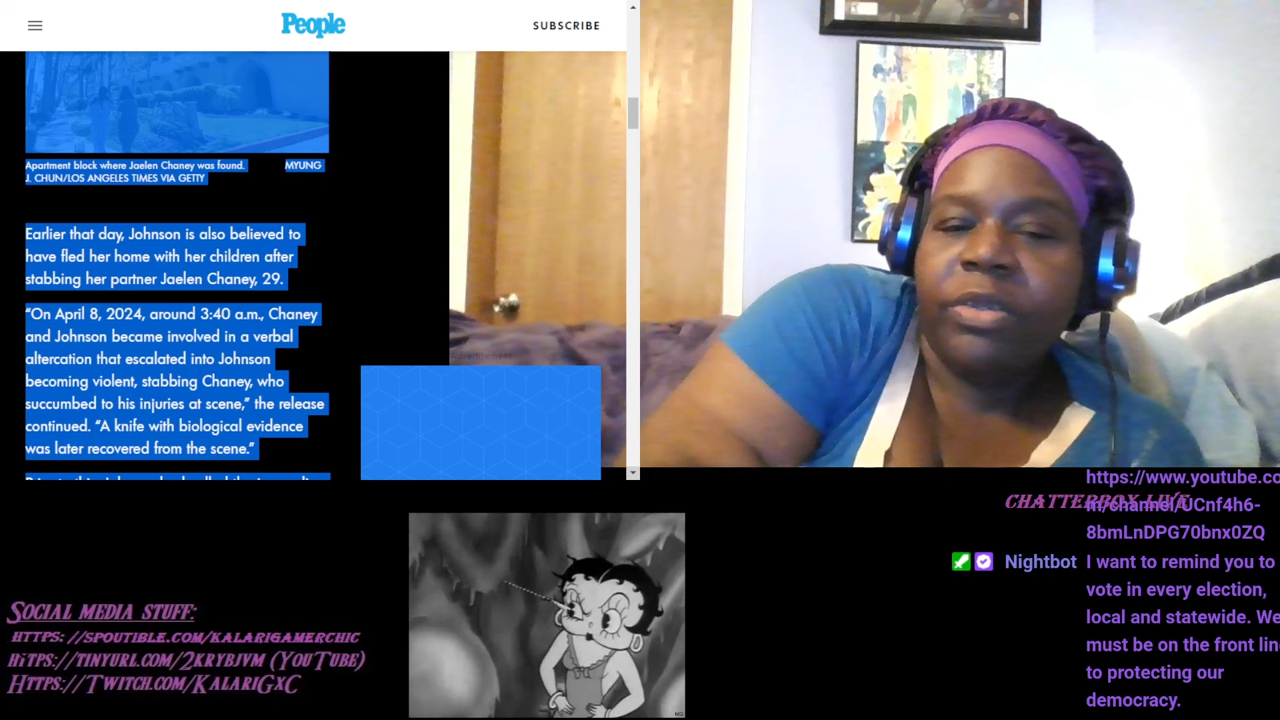 People
SUBSCRIBE
Apartment block where Jaelen Chaney was found. MYUNG
J. CHUN/LOS ANGELES TIMES VIA GETTY
Earlier that day, Johnson is also believed to
have fled her home with her children after
stabbing her partner Jaelen Chaney, 29.
“On April 8, 2024, around 3:40 a.m., Chaney
and Johnson became involved in a verbal
altercation that escalated into Johnson
becoming violent, stabbing Chaney, who
succumbed to his injuries at scene,” the release
continued. “A knife with biological evidence
was later recovered from the scene.”
Advertisement
https://www.youtube.co
m/channel/UCnf4h6-
8bmLnDPG70bnx0ZQ
Chatterbox Live
Nightbot I want to remind you to
vote in every election,
local and statewide. We
must be on the front lin
to protecting our
democracy.
Social media stuff:
https://spoutible.com/kalarigamerchic
https://tinyurl.com/2krybjvm (YouTube)
Https://Twitch.com/KalariGxC